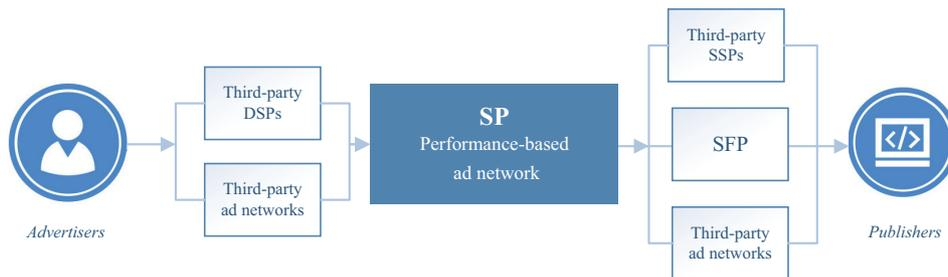 Advertisers
Third-party
DSPs
Third-party
ad networks
SP
Performance-based
ad network
Third-party
SSPs
SFP
Third-party
ad networks
</>
Publishers